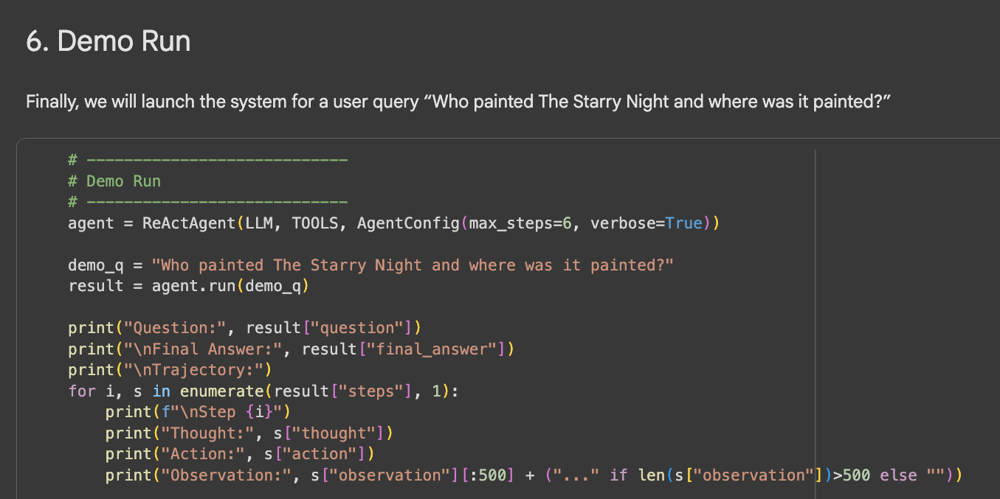 6. Demo Run
Finally, we will launch the system for a user query “Who painted The Starry Night and where was it painted?”
# ----------------------------
# Demo Run
# ----------------------------
agent = ReActAgent(LLM, TOOLS, AgentConfig(max_steps=6, verbose=True))
demo_q = "Who painted The Starry Night and where was it painted?"
result = agent.run(demo_q)
print("Question:", result["question"])
print("\nFinal Answer:", result["final_answer"])
print("\nTrajectory:")
for i, s in enumerate(result["steps"], 1):
    print(f"\nStep {i}")
    print("Thought:", s["thought"])
    print("Action:", s["action"])
    print("Observation:", s["observation"][:500] + ("..." if len(s["observation"])>500 else ""))